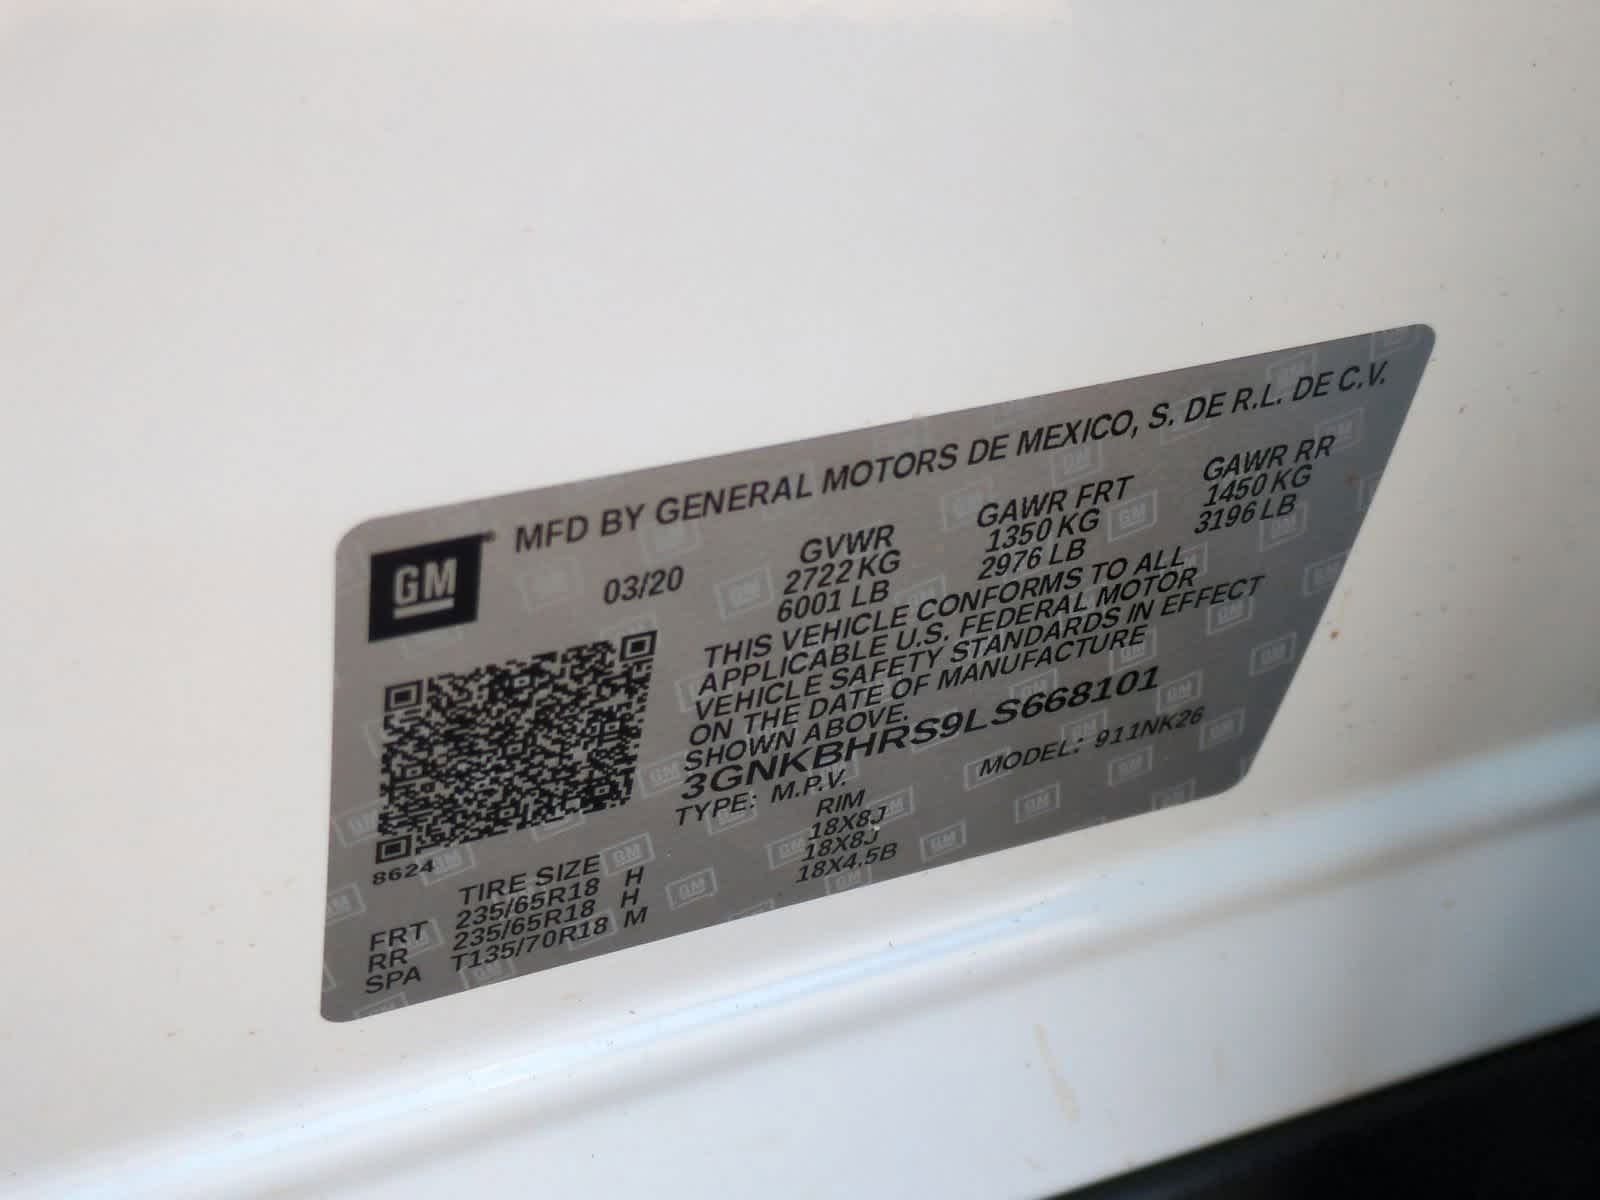 GM
MFD BY GENERAL MOTORS DE MEXICO, S. DE R.L. DE C.V.
03/20
GVWR GAWR FRT GAWR RR
2722 KG 1350 KG 1450 KG
6001 LB 2976 LB 3196 LB
THIS VEHICLE CONFORMS TO ALL
APPLICABLE U.S. FEDERAL MOTOR
VEHICLE SAFETY STANDARDS IN EFFECT
ON THE DATE OF MANUFACTURE
SHOWN ABOVE.
3GNKBHRS9LS668101
TYPE: M.P.V. MODEL: 911NK26
8624
TIRE SIZE RIM
FRT 235/65R18 H 18X8J
RR 235/65R18 H 18X8J
SPA T135/70R18 M 18X4.5B